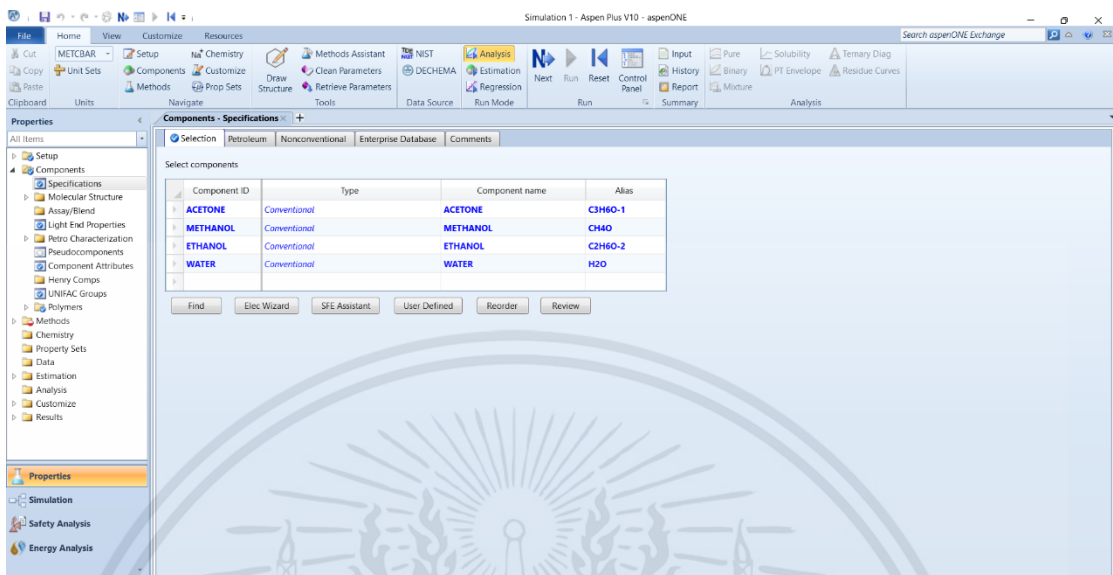 Simulation 1 - Aspen Plus V10 - aspenONE
File Home View Customize Resources Search aspenONE Exchange
Cut METCBAR Setup Chemistry Methods Assistant NIST Analysis Input Pure Solubility Ternary Diag
Copy Unit Sets Components Customize Clean Parameters DECHEMA Estimation History Binary PT Envelope Residue Curves
Paste Methods Prop Sets Draw Structure Retrieve Parameters Regression Next Run Reset Control Panel Report Mixture
Clipboard Units Navigate Tools Data Source Run Mode Run Summary Analysis
Properties Components - Specifications
All Items Selection Petroleum Nonconventional Enterprise Database Comments
Setup
Components
Specifications
Molecular Structure
Assay/Blend
Light End Properties
Petro Characterization
Pseudocomponents
Component Attributes
Henry Comps
UNIFAC Groups
Polymers
Methods
Chemistry
Property Sets
Data
Estimation
Analysis
Customize
Results
Select components
Component ID Type Component name Alias
ACETONE Conventional ACETONE C3H6O-1
METHANOL Conventional METHANOL CH4O
ETHANOL Conventional ETHANOL C2H6O-2
WATER Conventional WATER H2O
Find Elec Wizard SFE Assistant User Defined Reorder Review
Properties
Simulation
Safety Analysis
Energy Analysis